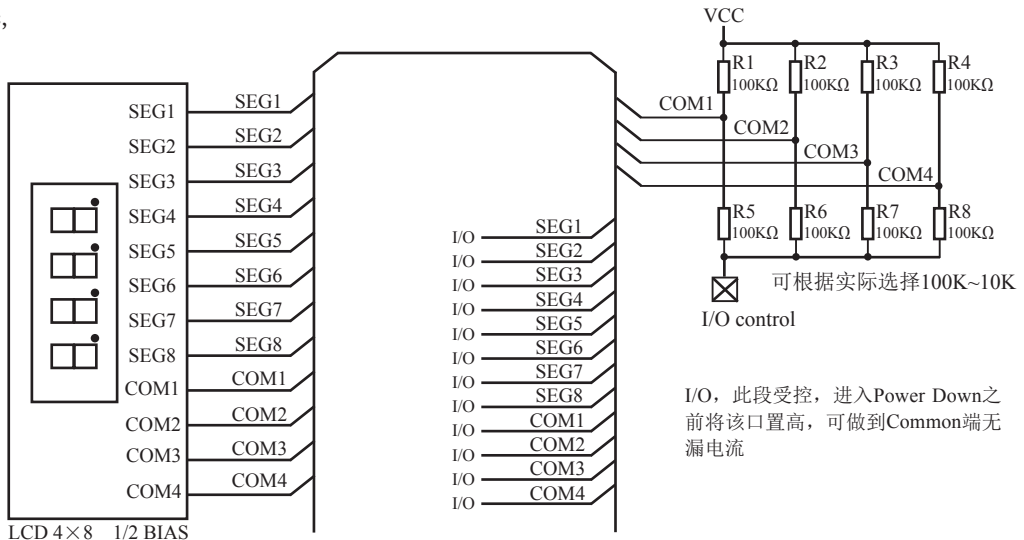 ,
VCC
R1
100KΩ
R2
100KΩ
R3
100KΩ
R4
100KΩ
COM1
COM2
COM3
COM4
R5
100KΩ
R6
100KΩ
R7
100KΩ
R8
100KΩ
可根据实际选择100K~10K
I/O control
I/O，此段受控，进入Power Down之
前将该口置高，可做到Common端无
漏电流
SEG1 SEG1
SEG2 SEG2
SEG3 SEG3
SEG4 SEG4
SEG5 SEG5
SEG6 SEG6
SEG7 SEG7
SEG8 SEG8
COM1 COM1
COM2 COM2
COM3 COM3
COM4 COM4
LCD 4×8 1/2 BIAS
I/O SEG1
I/O SEG2
I/O SEG3
I/O SEG4
I/O SEG5
I/O SEG6
I/O SEG7
I/O SEG8
I/O COM1
I/O COM2
I/O COM3
I/O COM4